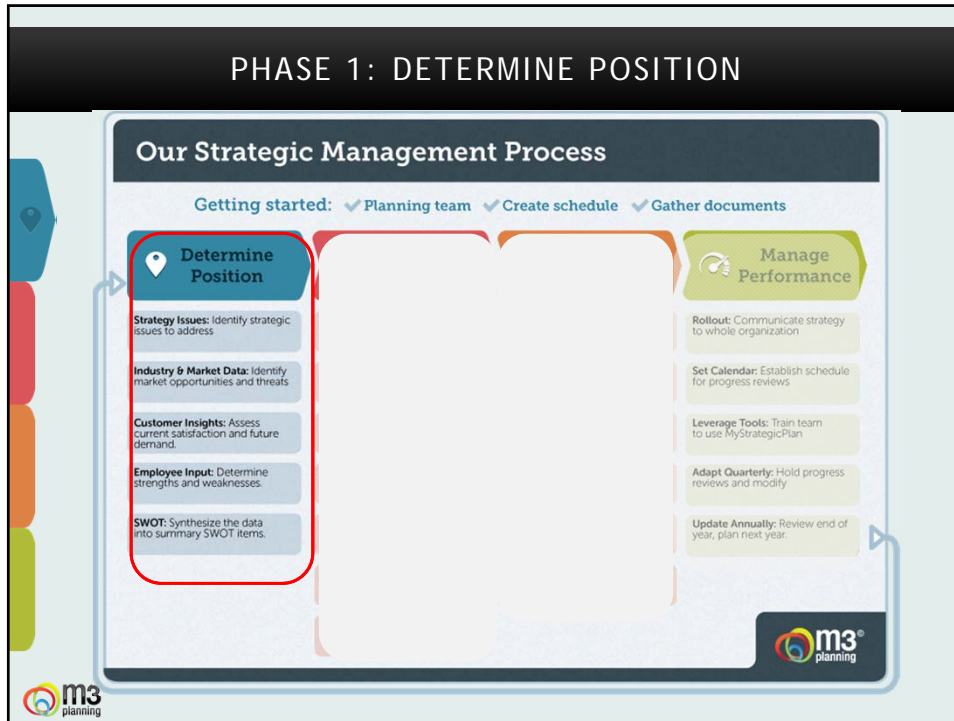 PHASE 1: DETERMINE POSITION
Our Strategic Management Process
Getting started: Planning team Create schedule Gather documents
Determine
Position
Strategy Issues: Identify strategic
issues to address
Industry & Market Data: Identify
market opportunities and threats
Customer Insights: Assess
current satisfaction and future
demand.
Employee Input: Determine
strengths and weaknesses.
SWOT: Synthesize the data
into summary SWOT items.
Manage
Performance
Rollout: Communicate strategy
to whole organization
Set Calendar: Establish schedule
for progress reviews
Leverage Tools: Train team
to use MyStrategicPlan
Adapt Quarterly: Hold progress
reviews and modify
Update Annually: Review end of
year, plan next year.
m3©
planning
m3
planning